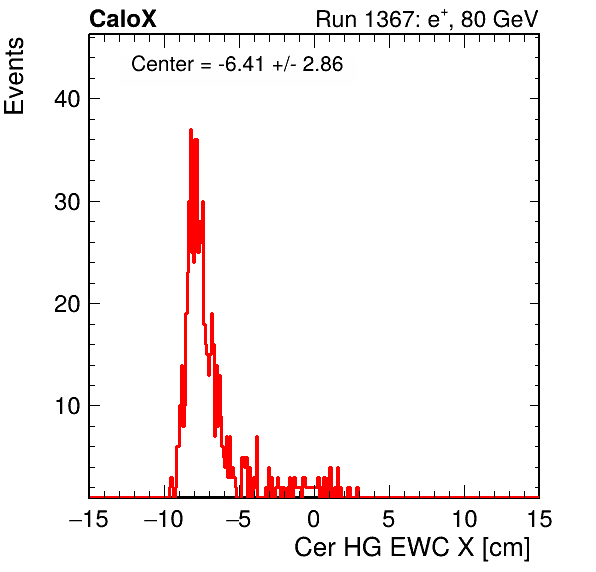 CaloX Run 1367: e⁺, 80 GeV
Center = -6.41 +/- 2.86
Events
40
30
20
10
−15 −10 −5 0 5 10 15
Cer HG EWC X [cm]